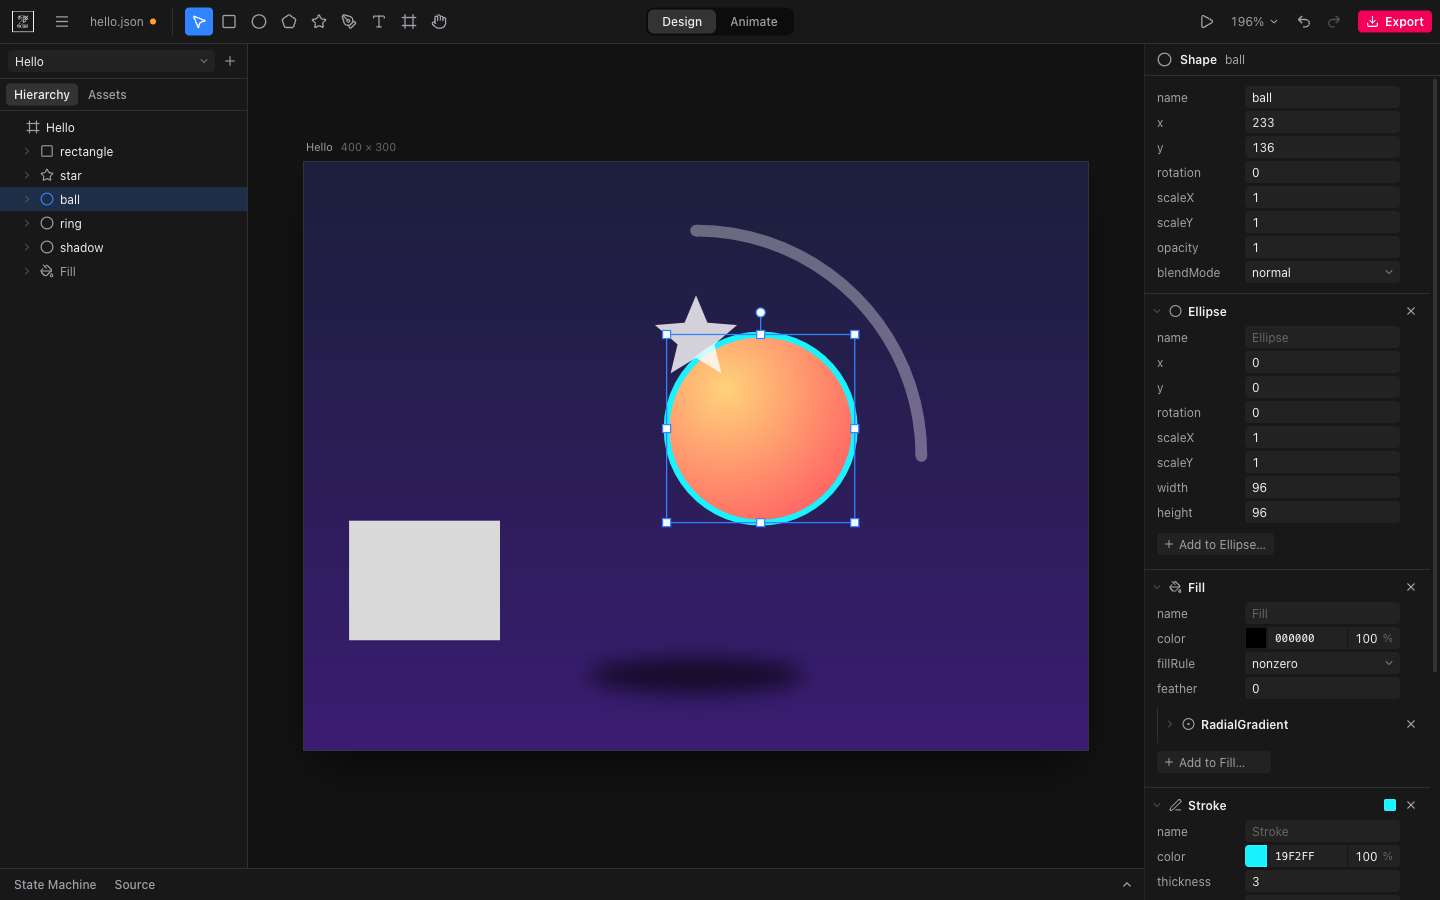 hello.json
Design
Animate
196%
Export
Hello
Hierarchy
Assets
Hello
rectangle
star
ball
ring
shadow
Fill
Hello 400 × 300
State Machine
Source
Shape ball
name ball
x 233
y 136
rotation 0
scaleX 1
scaleY 1
opacity 1
blendMode normal
Ellipse
name Ellipse
x 0
y 0
rotation 0
scaleX 1
scaleY 1
width 96
height 96
+ Add to Ellipse...
Fill
name Fill
color 000000 100 %
fillRule nonzero
feather 0
RadialGradient
+ Add to Fill...
Stroke
name Stroke
color 19F2FF 100 %
thickness 3